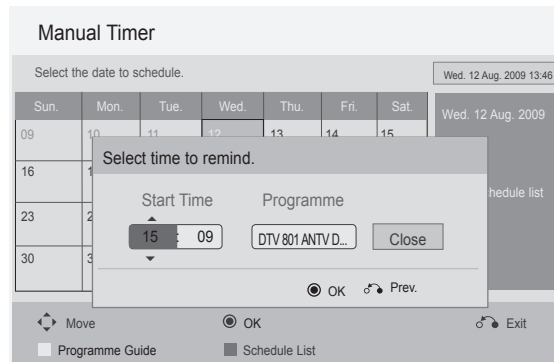 Manual Timer
Select the date to schedule.
Wed. 12 Aug. 2009 13:46
Sun. Mon. Tue. Wed. Thu. Fri. Sat.
Wed. 12 Aug. 2009
09 10 11 12 13 14 15
Select time to remind.
16
Start Time Programme
23
15 : 09 DTV 801 ANTV D... Close
30
OK Prev.
Move OK Exit
Programme Guide Schedule List